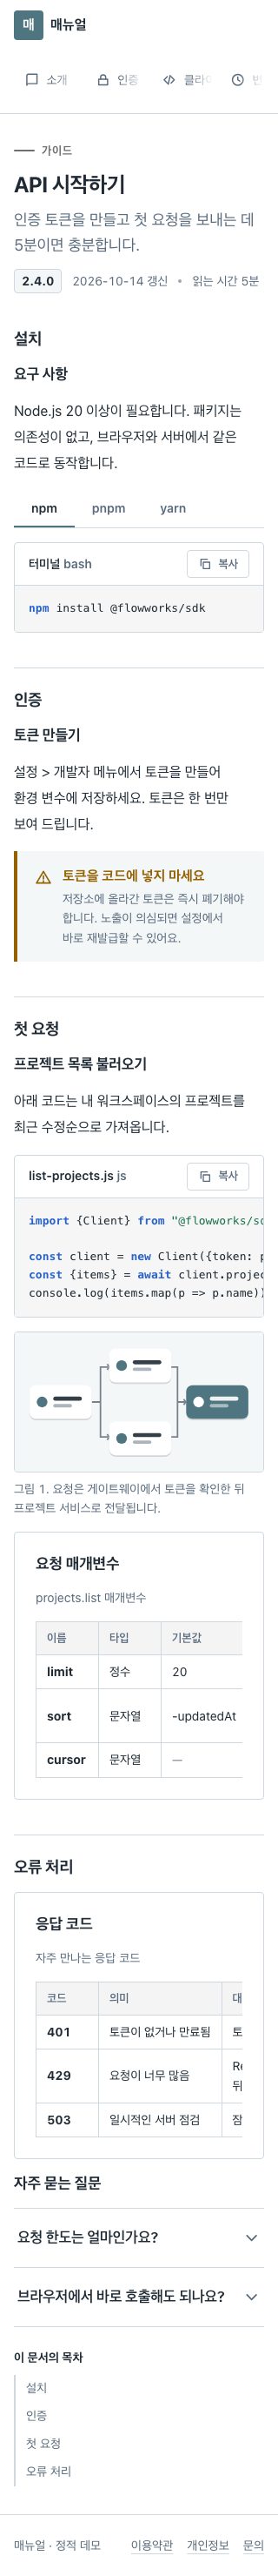 매 매뉴얼
소개 인증
가이드
API 시작하기
인증 토큰을 만들고 첫 요청을 보내는 데
5분이면 충분합니다.
2.4.0 2026-10-14 갱신 • 읽는 시간 5분
설치
요구 사항
Node.js 20 이상이 필요합니다. 패키지는
의존성이 없고, 브라우저와 서버에서 같은
코드로 동작합니다.
npm pnpm yarn
터미널 bash 복사
npm install @flowworks/sdk
인증
토큰 만들기
설정 > 개발자 메뉴에서 토큰을 만들어
환경 변수에 저장하세요. 토큰은 한 번만
보여 드립니다.
토큰을 코드에 넣지 마세요
저장소에 올라간 토큰은 즉시 폐기해야
합니다. 노출이 의심되면 설정에서
바로 재발급할 수 있어요.
첫 요청
프로젝트 목록 불러오기
아래 코드는 내 워크스페이스의 프로젝트를
최근 수정순으로 가져옵니다.
list-projects.js js 복사
import {Client} from "@flowworks/
const client = new Client({token:
const {items} = await
console.log(items.map(p => p.name))
그림 1. 요청은 게이트웨이에서 토큰을 확인한 뒤
프로젝트 서비스로 전달됩니다.
요청 매개변수
projects.list 매개변수
이름 타입 기본값
limit 정수 20
sort 문자열 -updatedAt
cursor 문자열 —
오류 처리
응답 코드
자주 만나는 응답 코드
코드 의미
401 토큰이 없거나 만료됨
429 요청이 너무 많음
503 일시적인 서버 점검
자주 묻는 질문
요청 한도는 얼마인가요?
브라우저에서 바로 호출해도 되나요?
이 문서의 목차
설치
인증
첫 요청
오류 처리
매뉴얼 · 정적 데모 이용약관 개인정보 문의